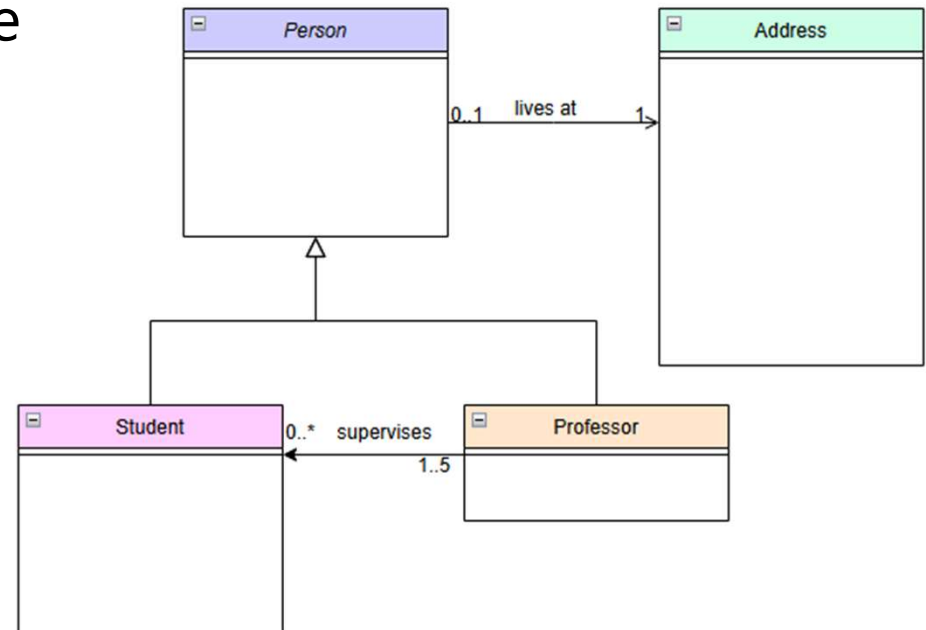 e
Person
Address
0..1 lives at 1
Student
0..* supervises
1..5
Professor